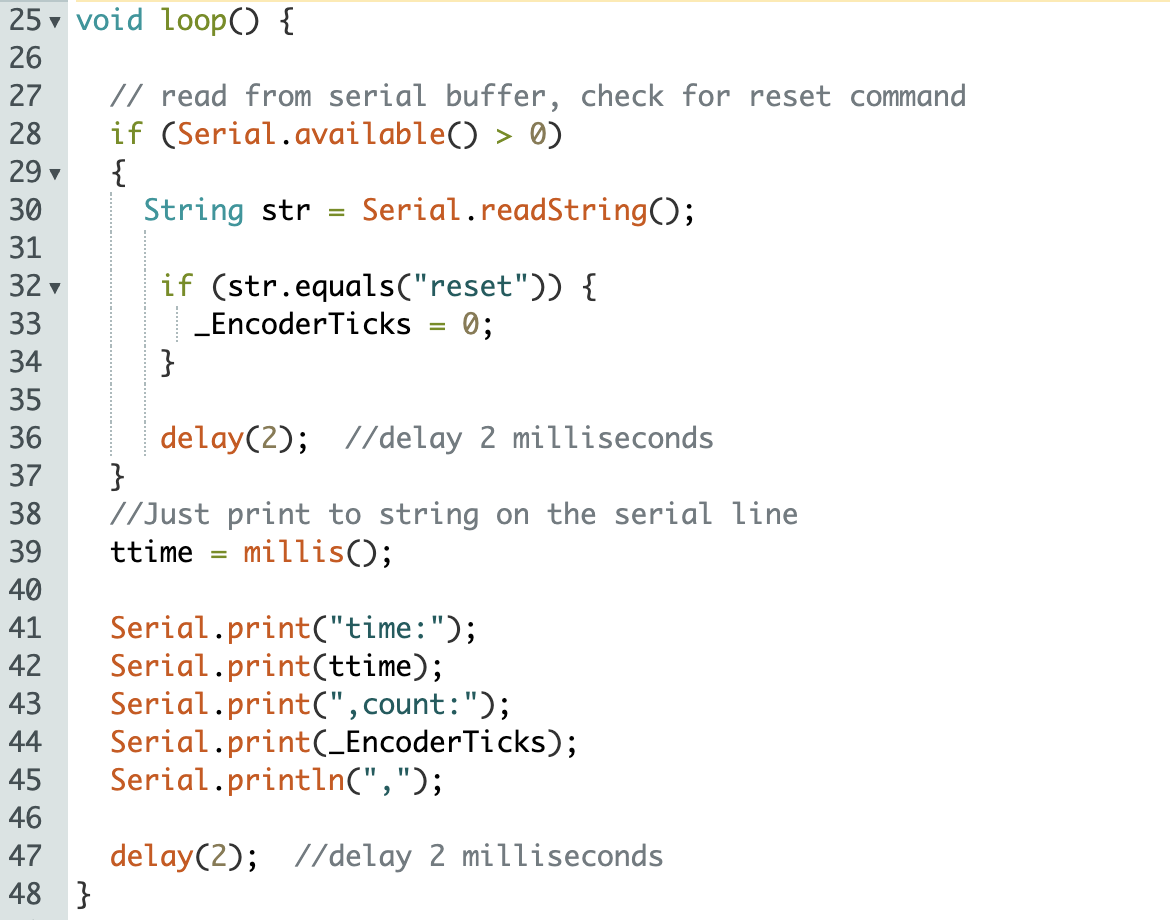 25 void loop() {
26
27 // read from serial buffer, check for reset command
28 if (Serial.available() > 0)
29 {
30 String str = Serial.readString();
31
32 if (str.equals("reset")) {
33 _EncoderTicks = 0;
34 }
35
36 delay(2); //delay 2 milliseconds
37 }
38 //Just print to string on the serial line
39 ttime = millis();
40
41 Serial.print("time:");
42 Serial.print(ttime);
43 Serial.print(",count:");
44 Serial.print(_EncoderTicks);
45 Serial.println(",");
46
47 delay(2); //delay 2 milliseconds
48 }